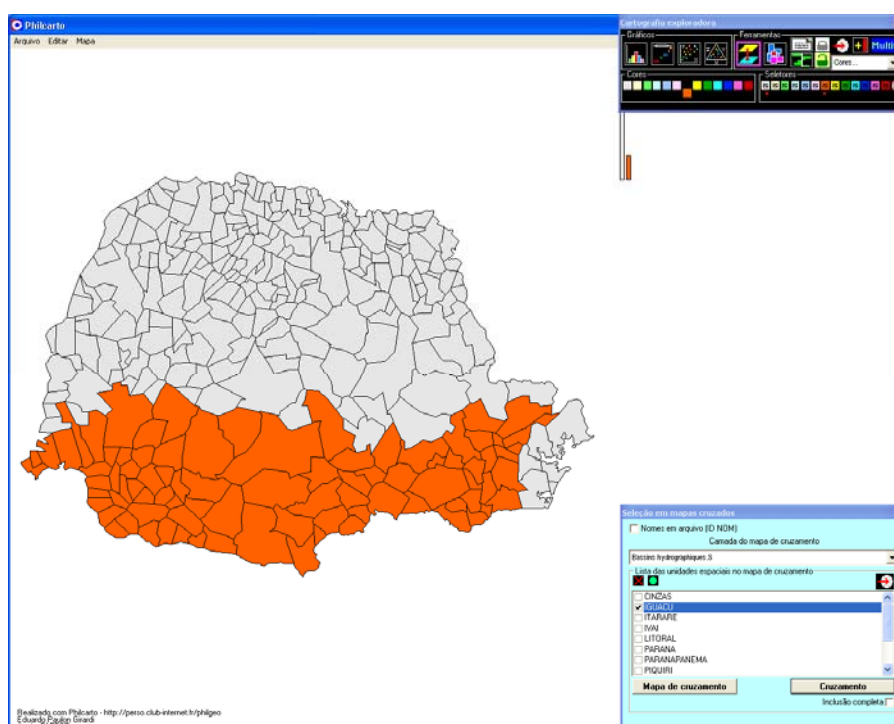 Philcarto
Arquivo Editar Mapa
Cartografia exploradora
Gráficos
Ferramentas
Multi
Cores...
Cores
Seletores
Seleção em mapas cruzados
Nomes em arquivo (ID NOM)
Camada do mapa de cruzamento
Bassins hydrographiques.S
Lista das unidades espaciais no mapa de cruzamento
CINZAS
IGUACU
ITARARE
IVAI
LITORAL
PARANA
PARANAPANEMA
PIQUIRI
Mapa de cruzamento
Cruzamento
Inclusão completa
Realizado com Philcarto - http://perso.club-internet.fr/philgeo
Eduardo Paulon Girardi